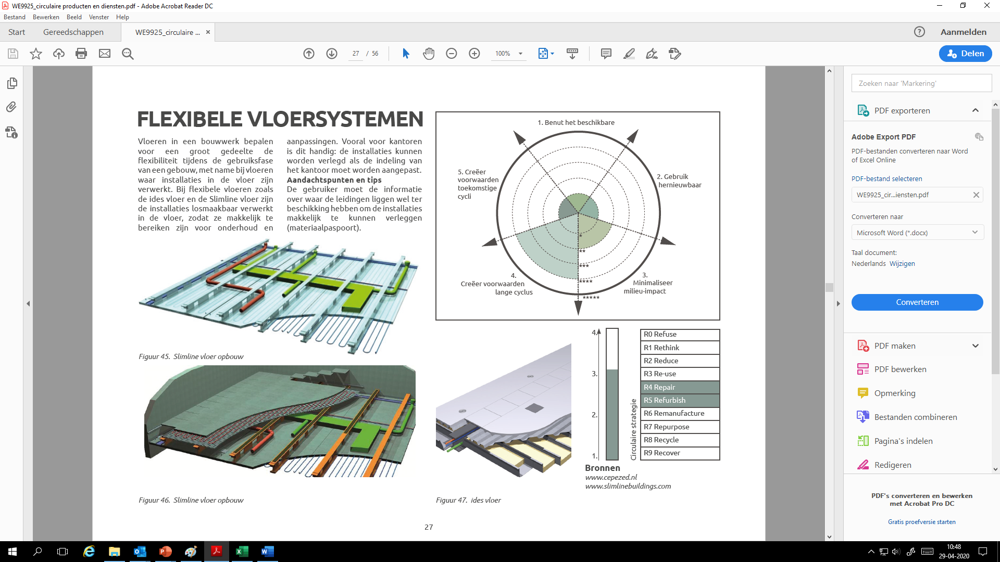 WE9925_circulaire producten en diensten.pdf - Adobe Acrobat Reader DC
Bestand Bewerken Beeld Venster Help
Start Gereedschappen WE9925_circulaire ... × Aanmelden
27 / 56 100% Delen
FLEXIBELE VLOERSYSTEMEN
Vloeren in een bouwwerk bepalen
voor een groot gedeelte de
flexibiliteit tijdens de gebruiksfase
van een gebouw, met name bij vloeren
waar installaties in de vloer zijn
verwerkt. Bij flexibele vloeren zoals
de ides vloer en de Slimline vloer zijn
de installaties losmaakbaar verwerkt
in de vloer, zodat ze makkelijk te
bereiken zijn voor onderhoud en
aanpassingen. Vooral voor kantoren
is dit handig: de installaties kunnen
worden verlegd als de indeling van
het kantoor moet worden aangepast.
Aandachtspunten en tips
De gebruiker moet de informatie
over waar de leidingen liggen wel ter
beschikking hebben om de installaties
makkelijk te kunnen verleggen
(materiaalpaspoort).
1. Benut het beschikbare
2. Gebruik
hernieuwbaar
3.
Minimaliseer
milieu-impact
4.
Creëer voorwaarden
lange cyclus
5. Creëer
voorwaarden
toekomstige
cycli
*
**
***
****
*****
Figuur 45. Slimline vloer opbouw
Figuur 46. Slimline vloer opbouw
Figuur 47. ides vloer
4.
3.
2.
1.
Circulaire strategie
R0 Refuse
R1 Rethink
R2 Reduce
R3 Re-use
R4 Repair
R5 Refurbish
R6 Remanufacture
R7 Repurpose
R8 Recycle
R9 Recover
Bronnen
www.cepezed.nl
www.slimlinebuildings.com
27
Zoeken naar 'Markering'
PDF exporteren
Adobe Export PDF
PDF-bestanden converteren naar Word
of Excel Online
PDF-bestand selecteren
WE9925_cir...iensten.pdf
Converteren naar
Microsoft Word (*.docx)
Taal document:
Nederlands Wijzigen
Converteren
PDF maken
PDF bewerken
Opmerking
Bestanden combineren
Pagina's indelen
Redigeren
PDF's converteren en bewerken
met Acrobat Pro DC
Gratis proefversie starten
10:48
29-04-2020